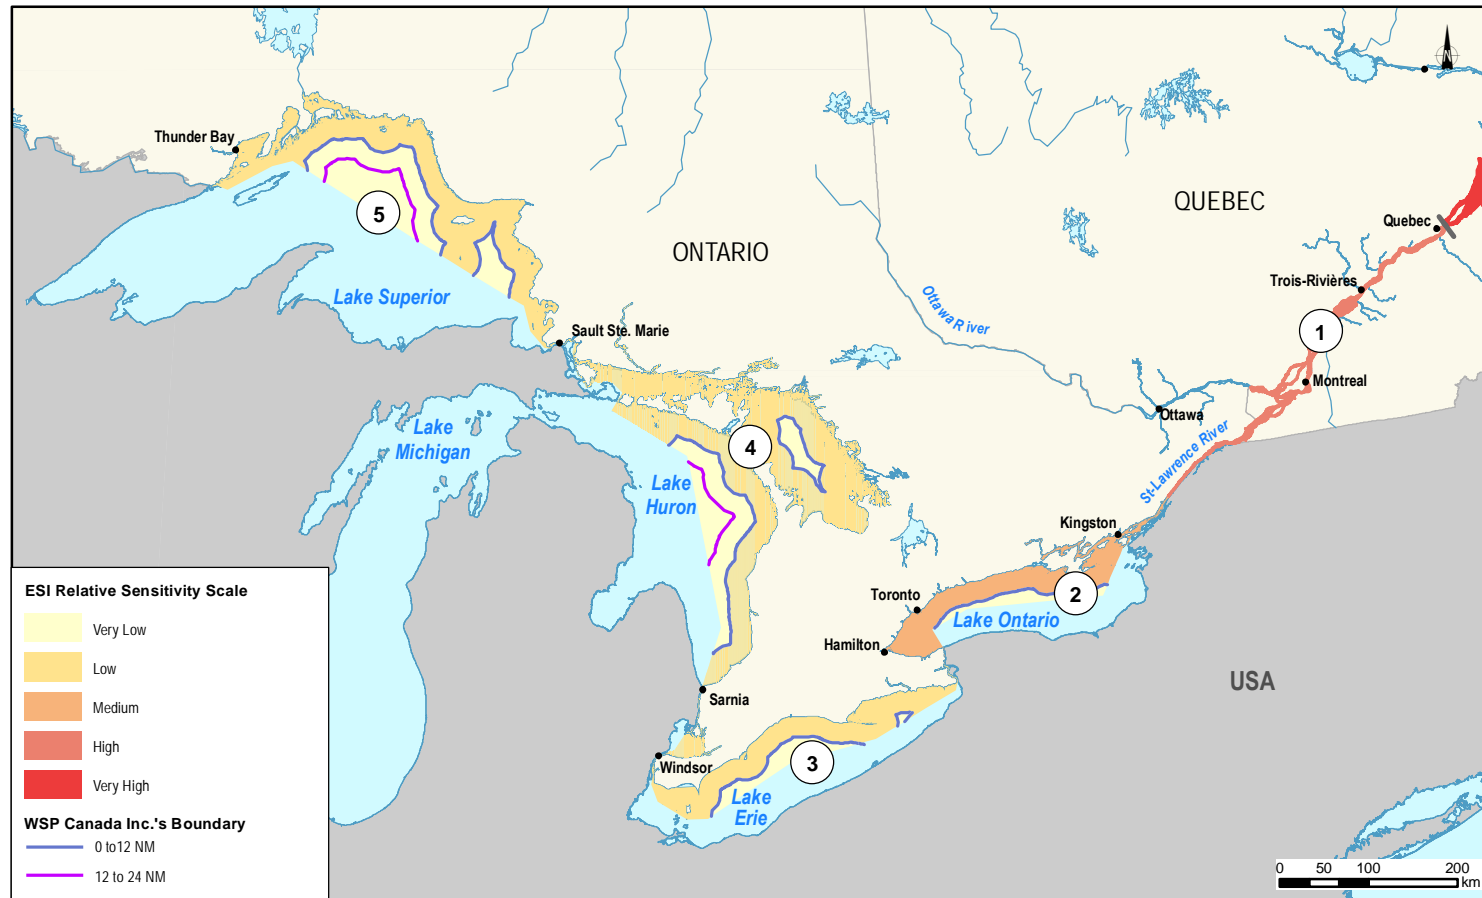 N
Thunder Bay
QUEBEC
Quebec
5
ONTARIO
Trois-Rivières
Lake Superior
Ottawa River
Sault Ste. Marie
1
Montreal
Ottawa
Lake
Michigan
4
St-Lawrence River
Lake
Huron
Kingston
ESI Relative Sensitivity Scale
Very Low
Low
Medium
High
Very High
WSP Canada Inc.'s Boundary
0 to12 NM
12 to 24 NM
Toronto
2
Lake Ontario
Hamilton
USA
Sarnia
Windsor
3
Lake
Erie
0 50 100 200
km